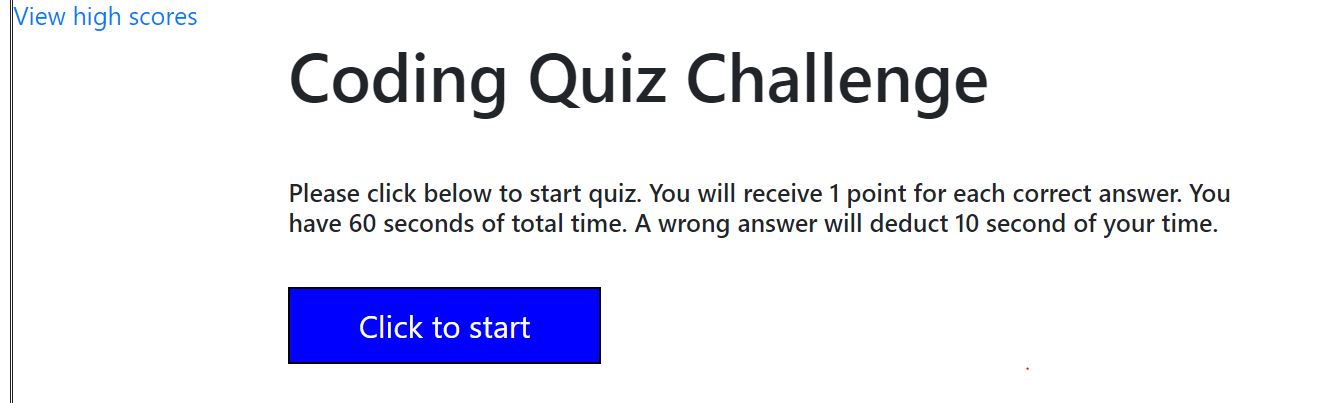 View high scores
Coding Quiz Challenge
Please click below to start quiz. You will receive 1 point for each correct answer. You
have 60 seconds of total time. A wrong answer will deduct 10 second of your time.
Click to start